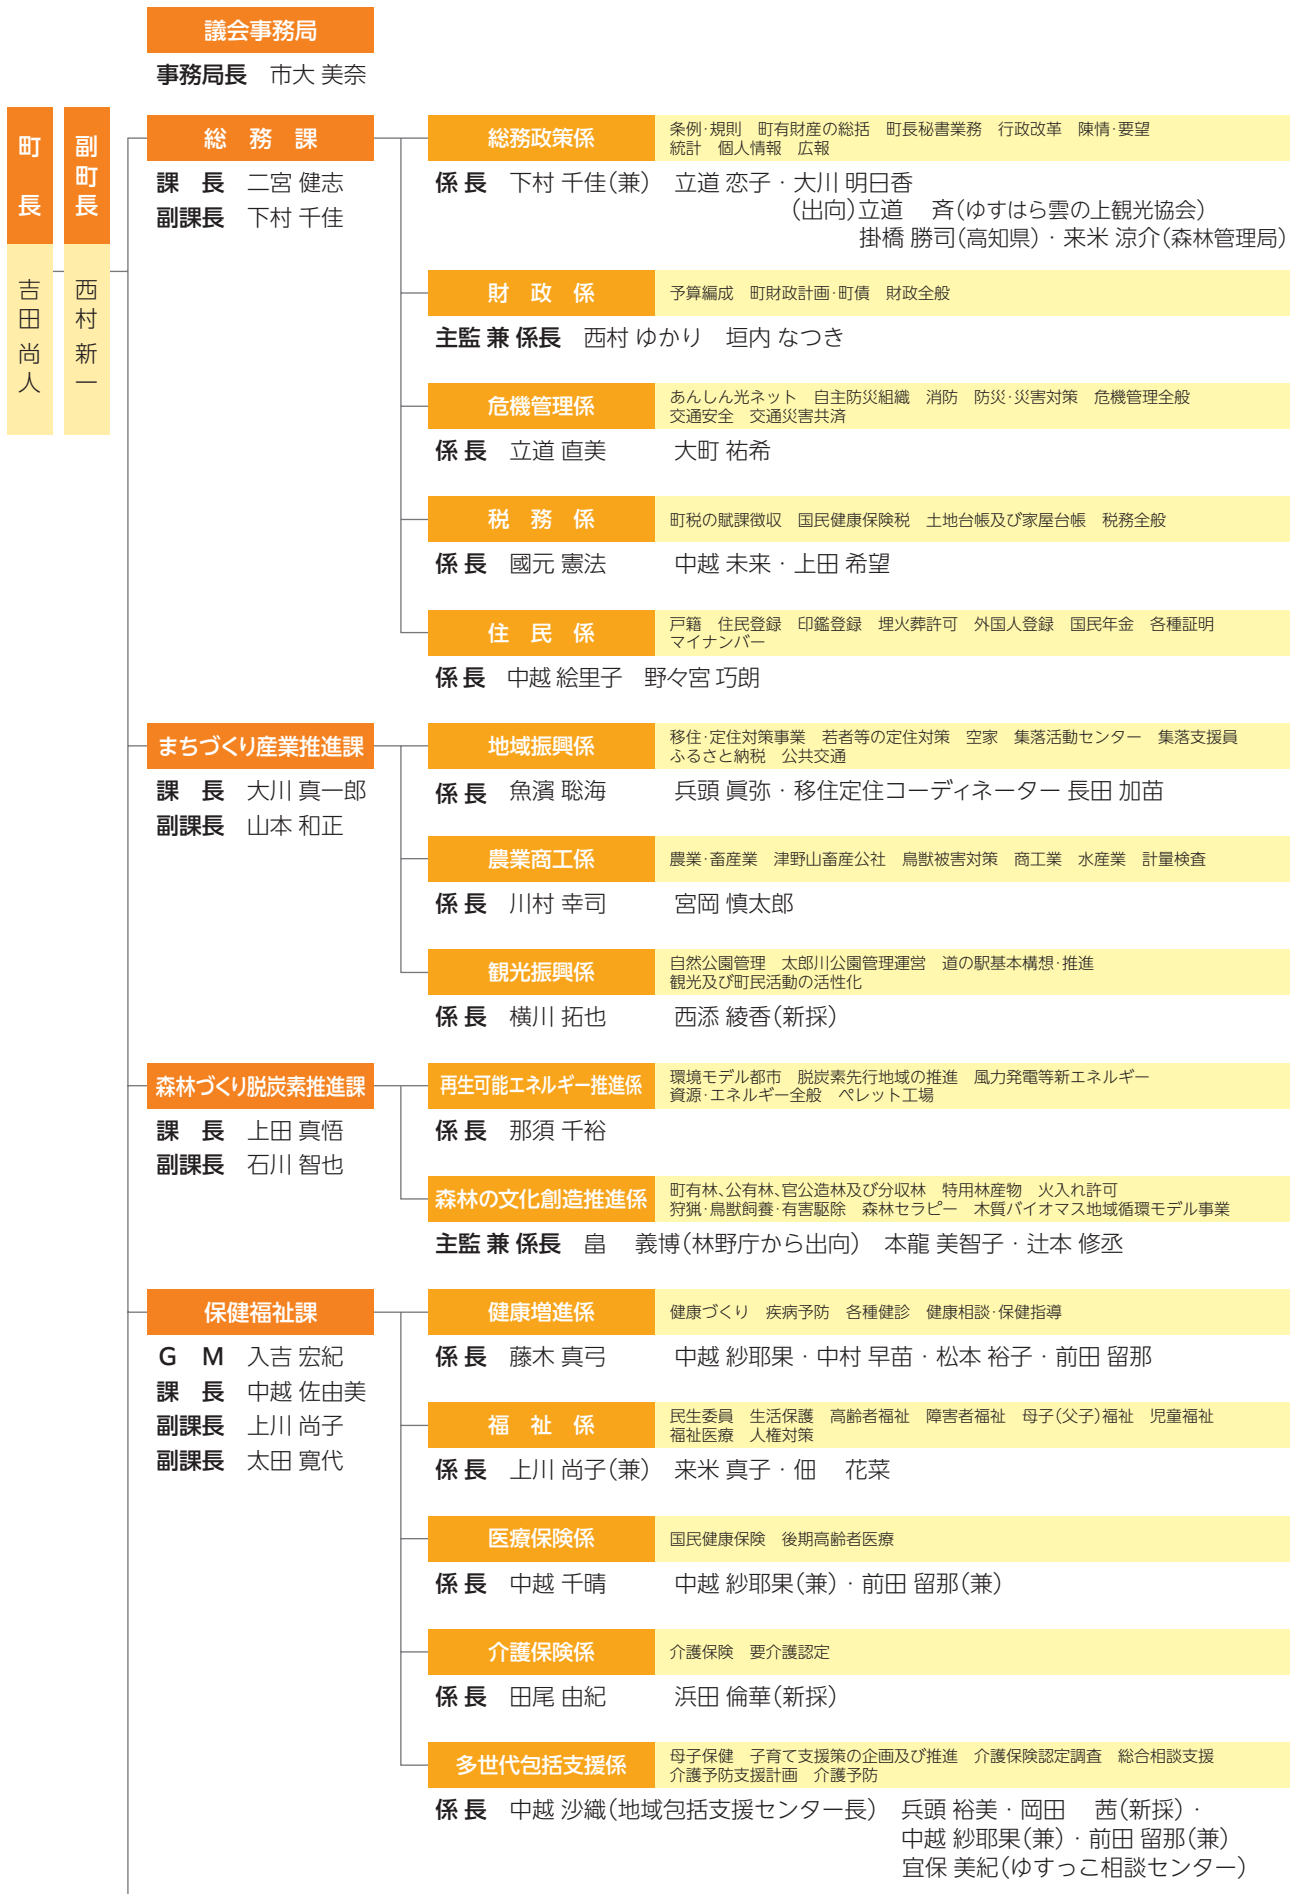 議会事務局
事務局長 市大 美奈
町長
吉田 尚人
副町長
西村 新一
総務課
課長 二宮 健志
副課長 下村 千佳
総務政策係
条例・規則 町有財産の総括 町長秘書業務 行政改革 陳情・要望
統計 個人情報 広報
係長 下村 千佳(兼) 立道 恋子・大川 明日香
(出向)立道 斉(ゆすはら雲の上観光協会)
掛橋 勝司(高知県)・来米 涼介(森林管理局)
財政係
予算編成 町財政計画・町債 財政全般
主監 兼 係長 西村 ゆかり 垣内 なつき
危機管理係
あんしん光ネット 自主防災組織 消防 防災・災害対策 危機管理全般
交通安全 交通災害共済
係長 立道 直美 大町 祐希
税務係
町税の賦課徴収 国民健康保険税 土地台帳及び家屋台帳 税務全般
係長 國元 憲法 中越 未来・上田 希望
住民係
戸籍 住民登録 印鑑登録 埋火葬許可 外国人登録 国民年金 各種証明
マイナンバー
係長 中越 絵里子 野々宮 巧朗
まちづくり産業推進課
課長 大川 真一郎
副課長 山本 和正
地域振興係
移住・定住対策事業 若者等の定住対策 空家 集落活動センター 集落支援員
ふるさと納税 公共交通
係長 魚濱 聡海 兵頭 眞弥・移住定住コーディネーター 長田 加苗
農業商工係
農業・畜産業 津野山畜産公社 鳥獣被害対策 商工業 水産業 計量検査
係長 川村 幸司 宮岡 慎太郎
観光振興係
自然公園管理 太郎川公園管理運営 道の駅基本構想・推進
観光及び町民活動の活性化
係長 横川 拓也 西添 綾香(新採)
森林づくり脱炭素推進課
課長 上田 真悟
副課長 石川 智也
再生可能エネルギー推進係
環境モデル都市 脱炭素先行地域の推進 風力発電等新エネルギー
資源・エネルギー全般 ペレット工場
係長 那須 千裕
森林の文化創造推進係
町有林、公有林、官公造林及び分収林 特用林産物 火入れ許可
狩猟・鳥獣飼養・有害駆除 森林セラピー 木質バイオマス地域循環モデル事業
主監 兼 係長 畠 義博(林野庁から出向) 本龍 美智子・辻本 修丞
保健福祉課
GM 入吉 宏紀
課長 中越 佐由美
副課長 上川 尚子
副課長 太田 寛代
健康増進係
健康づくり 疾病予防 各種健診 健康相談・保健指導
係長 藤木 真弓 中越 紗耶果・中村 早苗・松本 裕子・前田 留那
福祉係
民生委員 生活保護 高齢者福祉 障害者福祉 母子(父子)福祉 児童福祉
福祉医療 人権対策
係長 上川 尚子(兼) 来米 真子・佃 花菜
医療保険係
国民健康保険 後期高齢者医療
係長 中越 千晴 中越 紗耶果(兼)・前田 留那(兼)
介護保険係
介護保険 要介護認定
係長 田尾 由紀 浜田 倫華(新採)
多世代包括支援係
母子保健 子育て支援策の企画及び推進 介護保険認定調査 総合相談支援
介護予防支援計画 介護予防
係長 中越 沙織(地域包括支援センター長) 兵頭 裕美・岡田 茜(新採)・
中越 紗耶果(兼)・前田 留那(兼)
宜保 美紀(ゆすっこ相談センター)